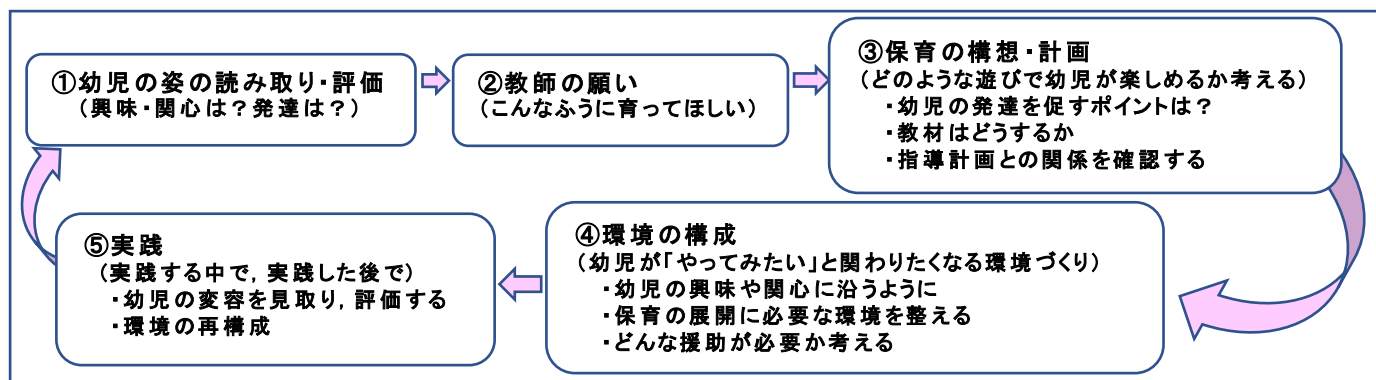 ①幼児の姿の読み取り・評価
（興味・関心は？発達は？）
②教師の願い
（こんなふうに育ってほしい）
③保育の構想・計画
（どのような遊びで幼児が楽しめるか考える）
・幼児の発達を促すポイントは？
・教材はどうするか
・指導計画との関係を確認する
④環境の構成
（幼児が「やってみたい」と関わりたくなる環境づくり）
・幼児の興味や関心に沿うように
・保育の展開に必要な環境を整える
・どんな援助が必要か考える
⑤実践
（実践する中で，実践した後で）
・幼児の変容を見取り，評価する
・環境の再構成